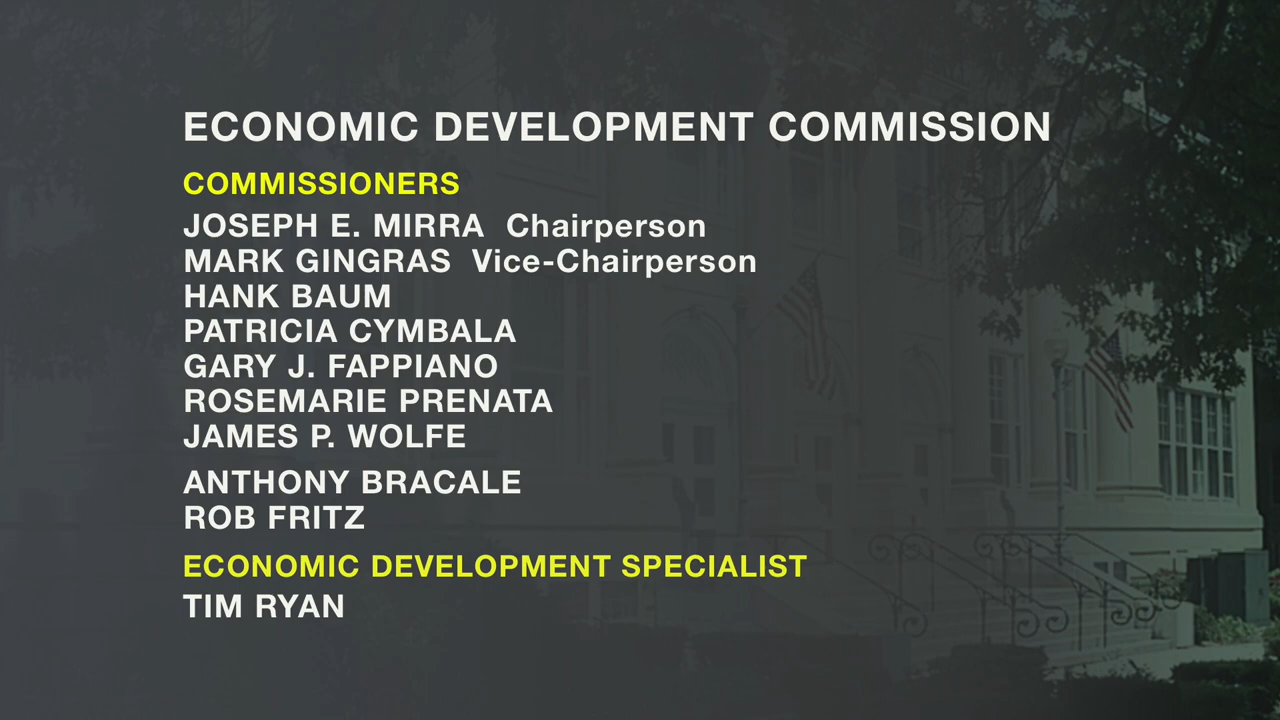 ECONOMIC DEVELOPMENT COMMISSION
COMMISSIONERS
JOSEPH E. MIRRA Chairperson
MARK GINGRAS Vice-Chairperson
HANK BAUM
PATRICIA CYMBALA
GARY J. FAPPIANO
ROSEMARIE PRENATA
JAMES P. WOLFE
ANTHONY BRACALE
ROB FRITZ
ECONOMIC DEVELOPMENT SPECIALIST
TIM RYAN